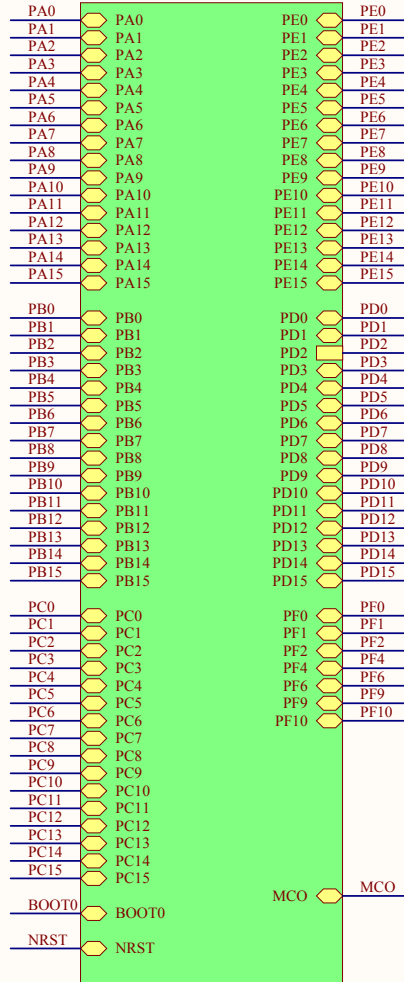 PA0 PA0 PE0 PE0
PA1 PA1 PE1 PE1
PA2 PA2 PE2 PE2
PA3 PA3 PE3 PE3
PA4 PA4 PE4 PE4
PA5 PA5 PE5 PE5
PA6 PA6 PE6 PE6
PA7 PA7 PE7 PE7
PA8 PA8 PE8 PE8
PA9 PA9 PE9 PE9
PA10 PA10 PE10 PE10
PA11 PA11 PE11 PE11
PA12 PA12 PE12 PE12
PA13 PA13 PE13 PE13
PA14 PA14 PE14 PE14
PA15 PA15 PE15 PE15
PB0 PB0 PD0 PD0
PB1 PB1 PD1 PD1
PB2 PB2 PD2 PD2
PB3 PB3 PD3 PD3
PB4 PB4 PD4 PD4
PB5 PB5 PD5 PD5
PB6 PB6 PD6 PD6
PB7 PB7 PD7 PD7
PB8 PB8 PD8 PD8
PB9 PB9 PD9 PD9
PB10 PB10 PD10 PD10
PB11 PB11 PD11 PD11
PB12 PB12 PD12 PD12
PB13 PB13 PD13 PD13
PB14 PB14 PD14 PD14
PB15 PB15 PD15 PD15
PC0 PC0 PF0 PF0
PC1 PC1 PF1 PF1
PC2 PC2 PF2 PF2
PC3 PC3 PF4 PF4
PC4 PC4 PF6 PF6
PC5 PC5 PF9 PF9
PC6 PC6 PF10 PF10
PC7 PC7
PC8 PC8
PC9 PC9
PC10 PC10
PC11 PC11
PC12 PC12
PC13 PC13
PC14 PC14
PC15 PC15
MCO MCO
BOOT0 BOOT0
NRST NRST